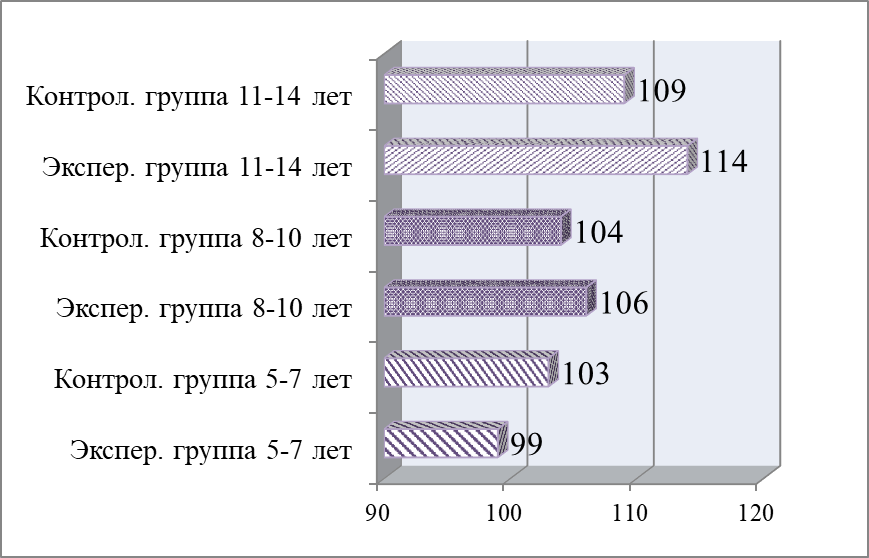 Контрол. группа 11-14 лет 109
Экспер. группа 11-14 лет 114
Контрол. группа 8-10 лет 104
Экспер. группа 8-10 лет 106
Контрол. группа 5-7 лет 103
Экспер. группа 5-7 лет 99
90 100 110 120